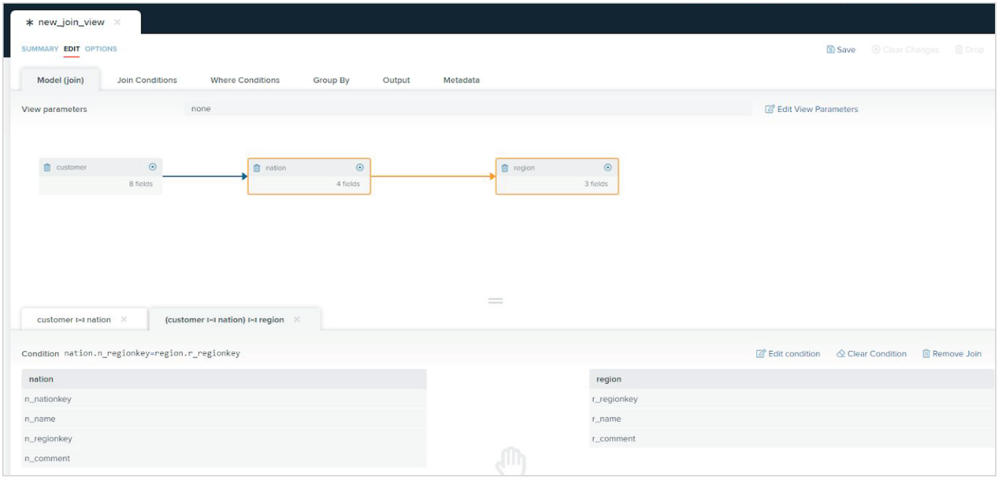 * new_join_view
SUMMARY EDIT OPTIONS
Save Clear Changes Drop
Model (join) Join Conditions Where Conditions Group By Output Metadata
View parameters none Edit View Parameters
customer nation region
8 fields 4 fields 3 fields
customer ⋈ nation (customer ⋈ nation) ⋈ region
Condition nation.n_regionkey=region.r_regionkey Edit condition Clear Condition Remove Join
nation region
n_nationkey r_regionkey
n_name r_name
n_regionkey r_comment
n_comment